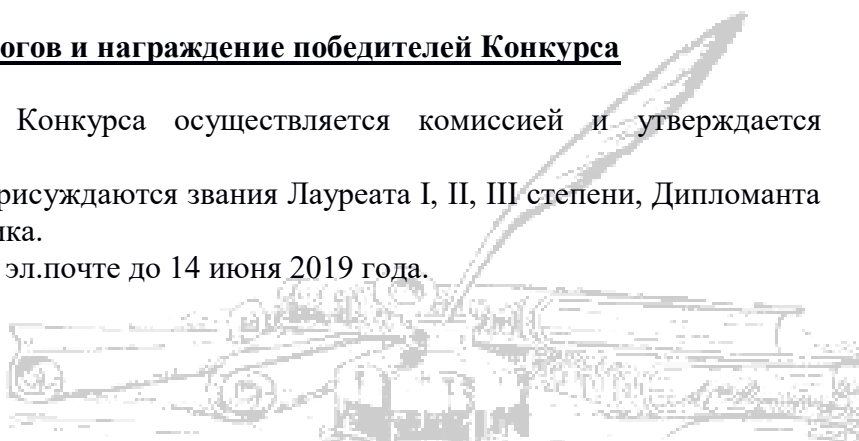 огов и награждение победителей Конкурса
Конкурса осуществляется комиссией и утверждается
рисуждаются звания Лауреата I, II, III степени, Дипломанта
ика.
эл.почте до 14 июня 2019 года.